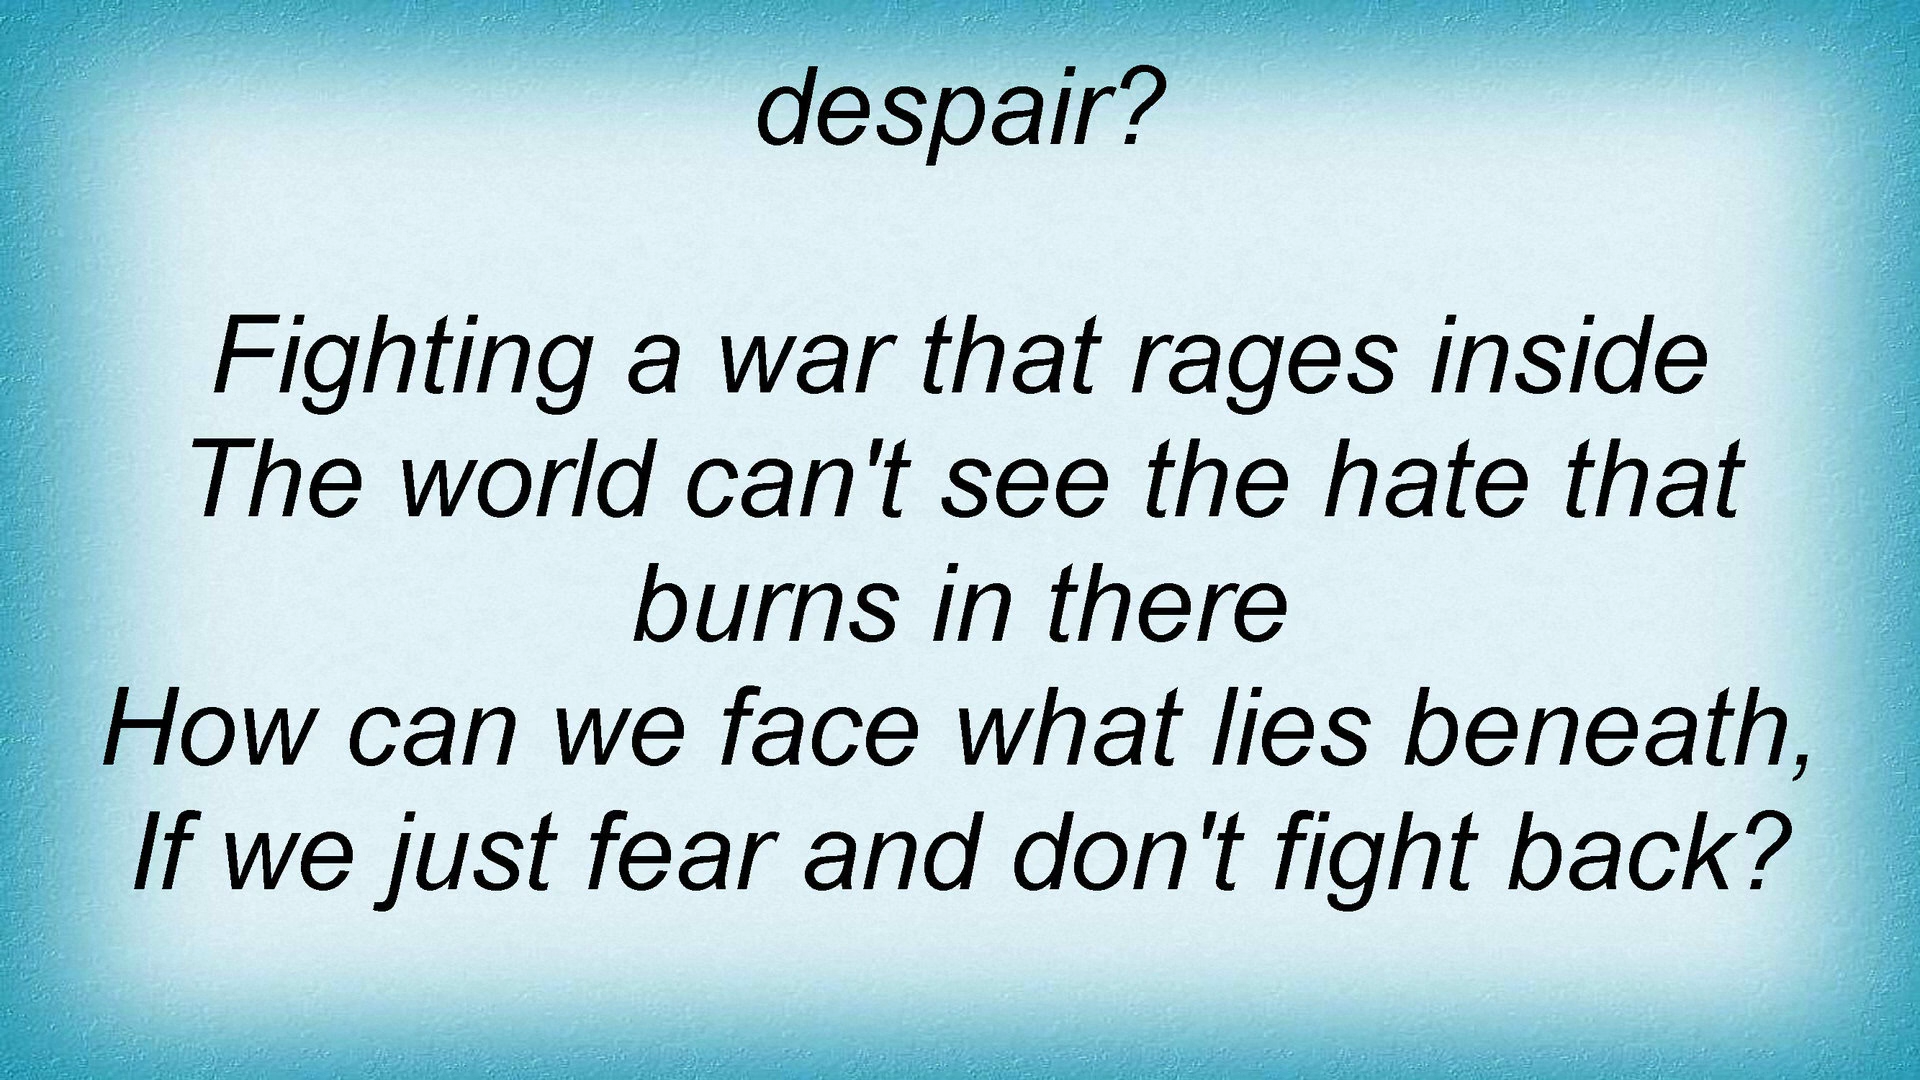 despair?
Fighting a war that rages inside
The world can't see the hate that
burns in there
How can we face what lies beneath,
If we just fear and don't fight back?